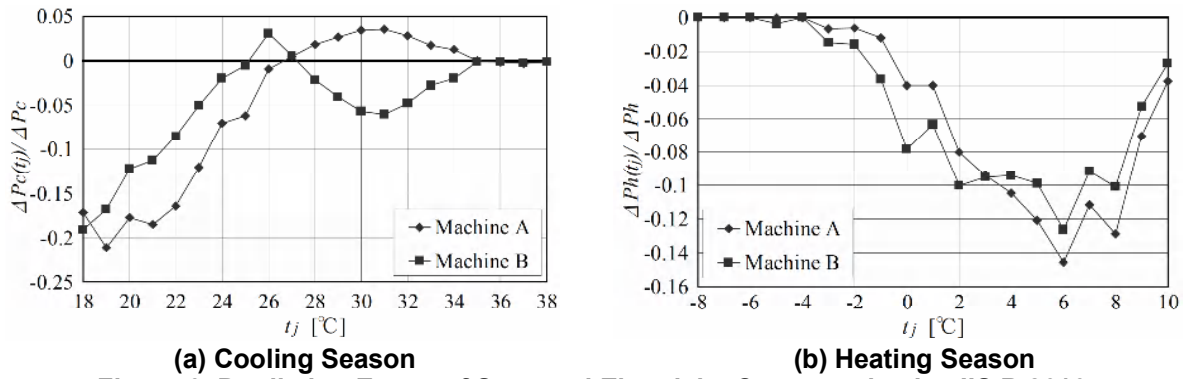 0.05
0
-0.05
-0.1
-0.15
-0.2
-0.25
ΔPc(tj)/ΔPc
Machine A
Machine B
18 20 22 24 26 28 30 32 34 36 38
tj [℃]
(a) Cooling Season
0
-0.02
-0.04
-0.06
-0.08
-0.1
-0.12
-0.14
-0.16
ΔPh(tj)/ΔPh
Machine A
Machine B
-8 -6 -4 -2 0 2 4 6 8 10
tj [℃]
(b) Heating Season